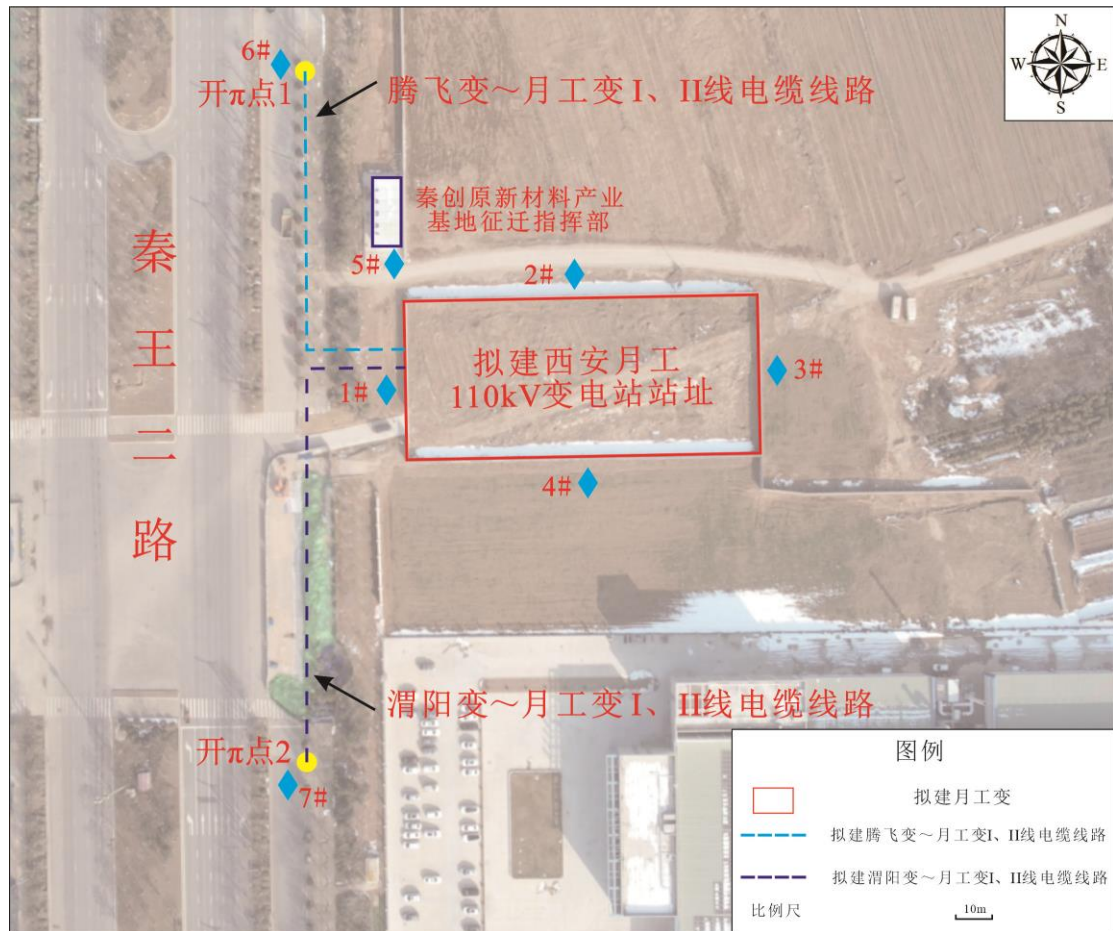 N
W
E
S
6#
开π点1
腾飞变～月工变 I、II线电缆线路
秦创原新材料产业
基地征迁指挥部
5#
2#
秦王二路
拟建西安月工
110kV变电站站址
1#
3#
4#
渭阳变～月工变 I、II线电缆线路
开π点2
7#
图例
拟建月工变
拟建腾飞变～月工变I、II线电缆线路
拟建渭阳变～月工变I、II线电缆线路
比例尺
10m